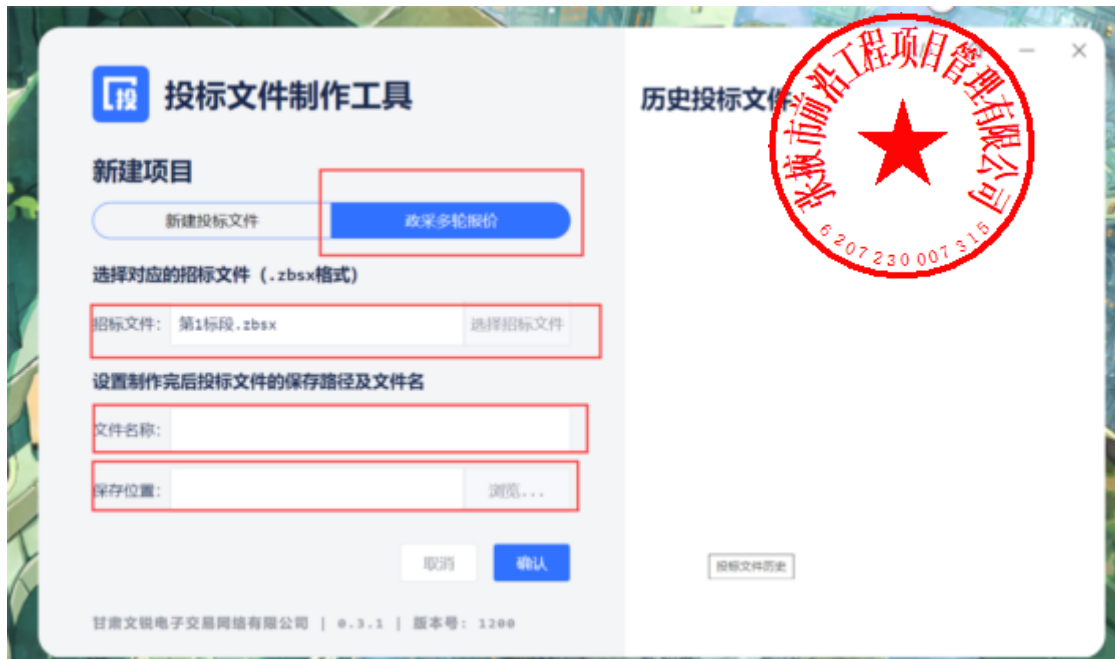 投
投标文件制作工具
新建项目
新建投标文件
政采多轮报价
选择对应的招标文件 (.zbsx格式)
招标文件: 第1标段.zbsx 选择招标文件
设置制作完后投标文件的保存路径及文件名
文件名称:
保存位置: 浏览...
取消 确认
甘肃文锐电子交易网络有限公司 | 0.3.1 | 版本号: 1200
历史投标文件:
张掖市前沿工程项目管理有限公司
6207230007315
投标文件历史